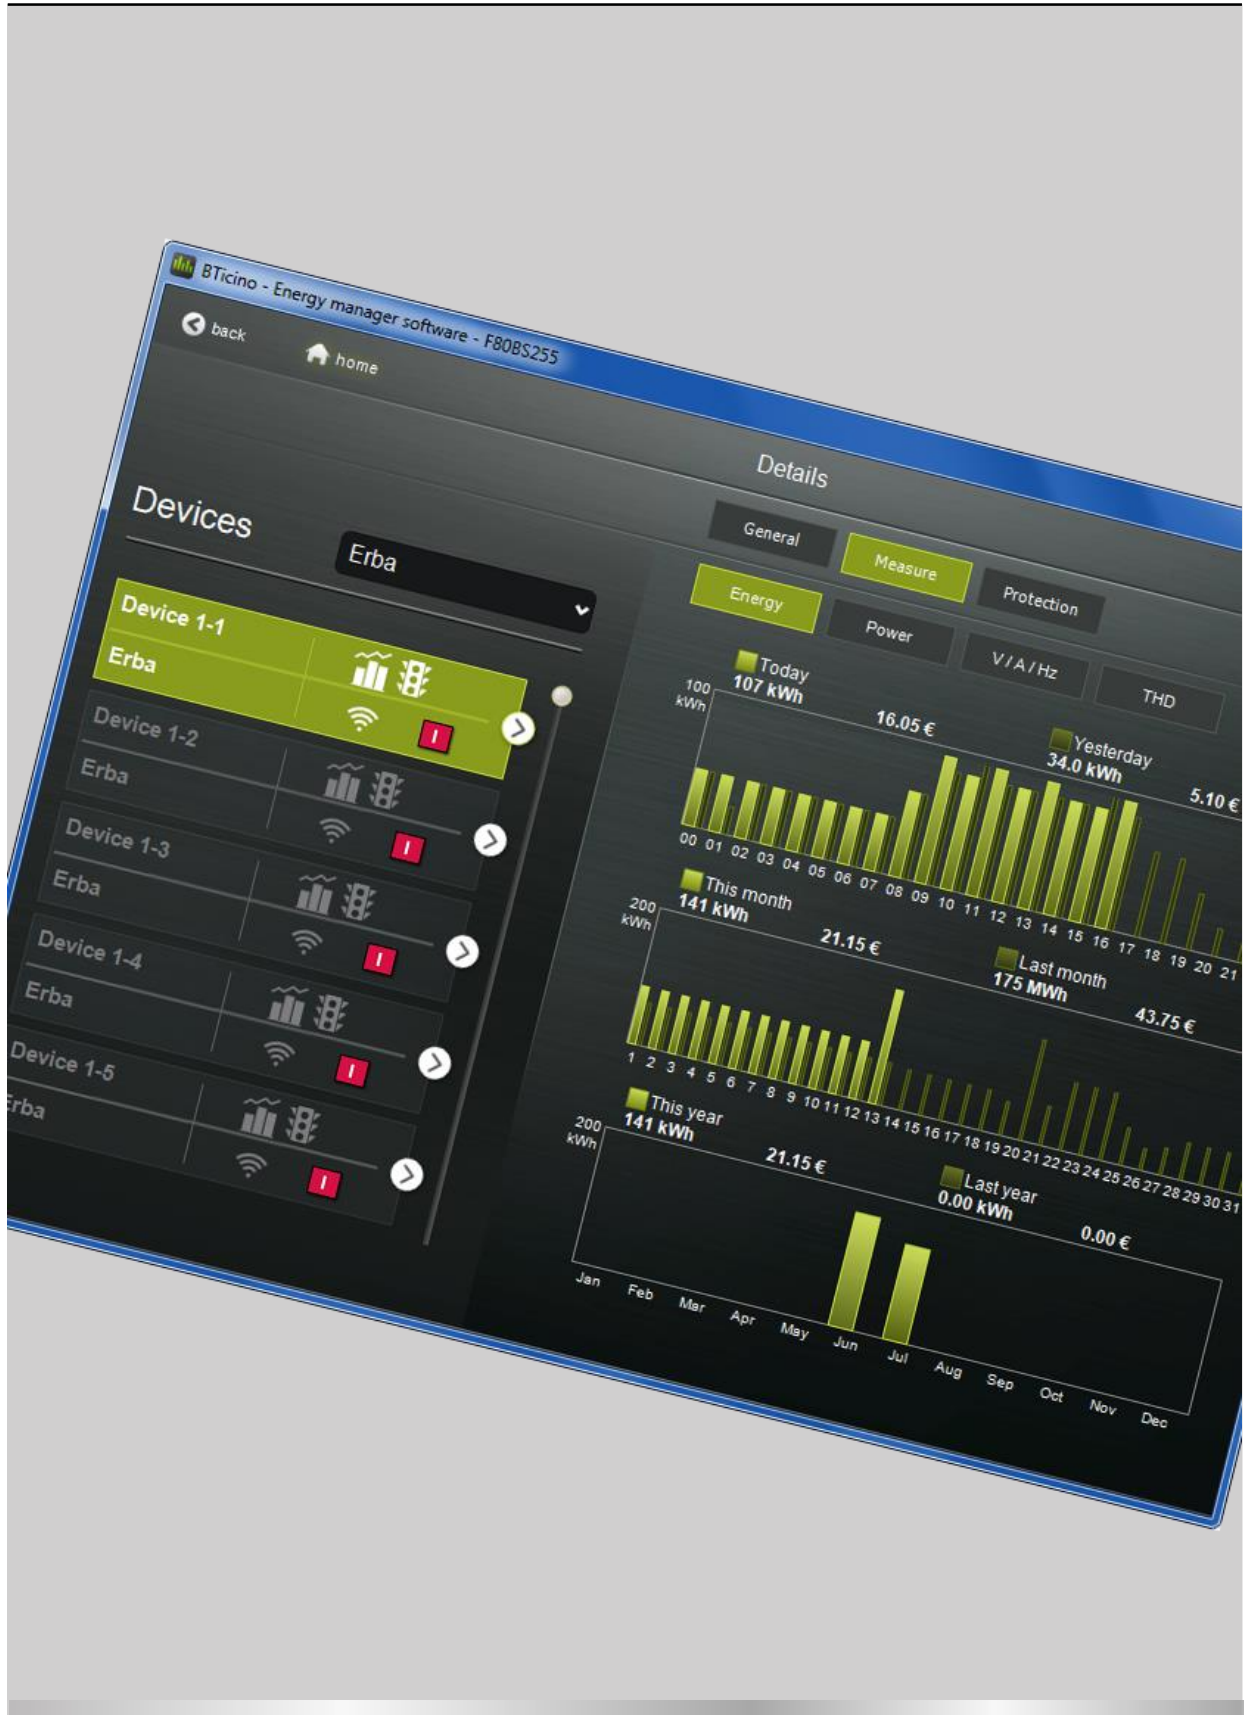 BTicino - Energy manager software - F80BS255
back
home
Details
Devices
Erba
General
Measure
Protection
Energy
Power
V / A / Hz
THD
Device 1-1
Erba
I
Device 1-2
Erba
I
Device 1-3
Erba
I
Device 1-4
Erba
I
Device 1-5
Erba
I
Today
107 kWh
16.05 €
Yesterday
34.0 kWh
5.10 €
100
kWh
00 01 02 03 04 05 06 07 08 09 10 11 12 13 14 15 16 17 18 19 20 21
This month
141 kWh
21.15 €
Last month
175 MWh
43.75 €
200
kWh
1 2 3 4 5 6 7 8 9 10 11 12 13 14 15 16 17 18 19 20 21 22 23 24 25 26 27 28 29 30 31
This year
141 kWh
21.15 €
Last year
0.00 kWh
0.00 €
200
kWh
Jan Feb Mar Apr May Jun Jul Aug Sep Oct Nov Dec